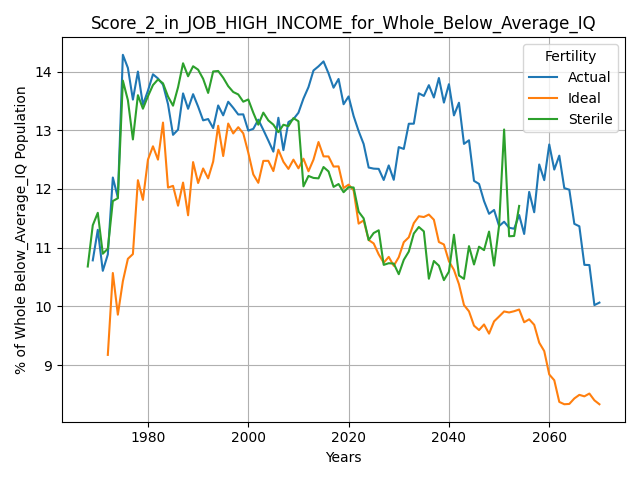 Score_2_in_JOB_HIGH_INCOME_for_Whole_Below_Average_IQ
Fertility
Actual
Ideal
Sterile
% of Whole Below_Average_IQ Population
14
13
12
11
10
9
1980
2000
2020
2040
2060
Years